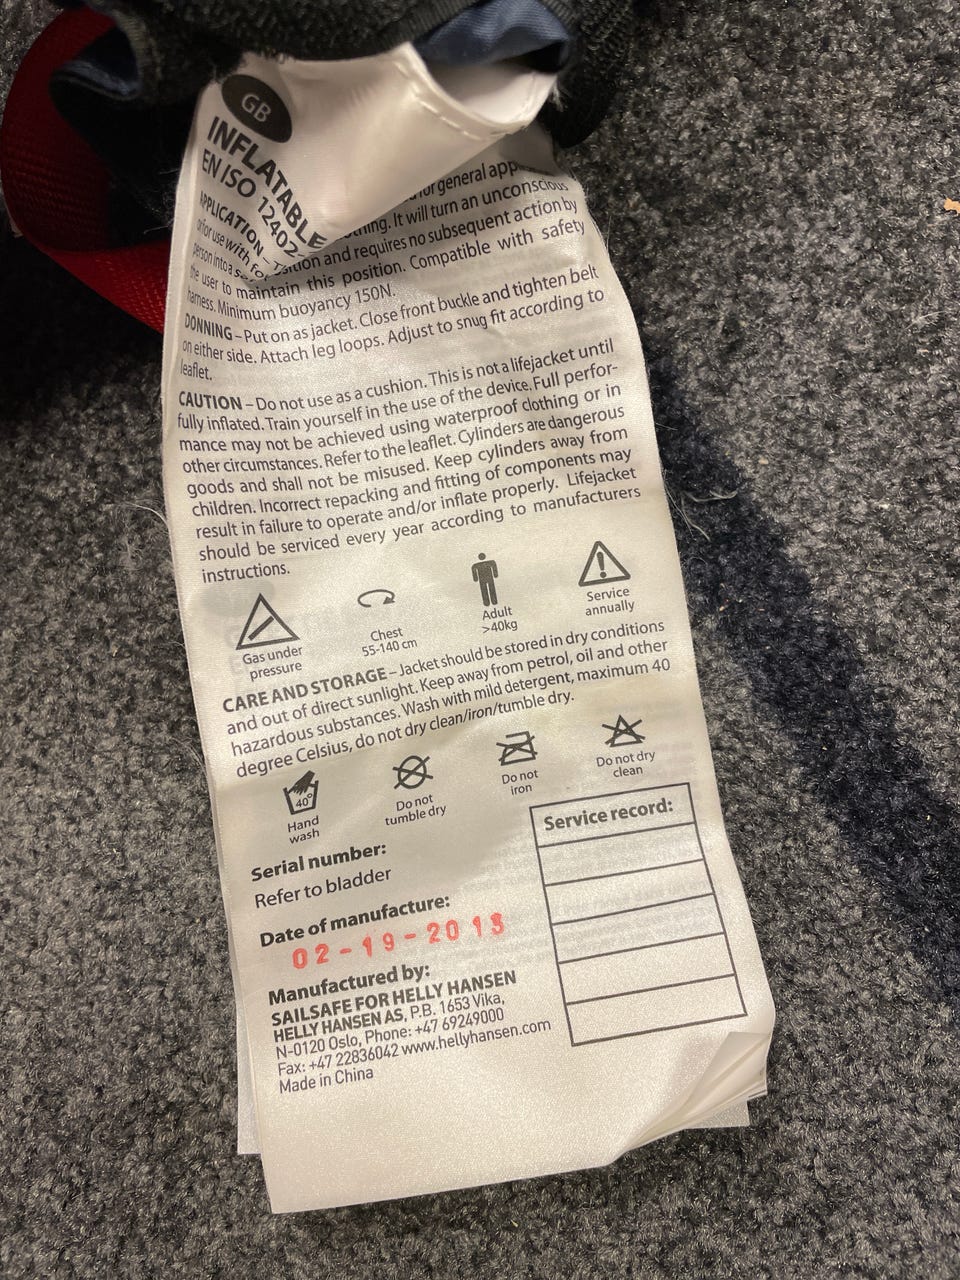 GB
INFLATABLE
EN ISO 12402-
APPLICATION – for general
or for use with thing. It will turn an unconscious
person into a and requires no subsequent action by
the user to maintain this position. Compatible with safety
harness. Minimum buoyancy 150N.
DONNING – Put on as jacket. Close front buckle and tighten belt
on either side. Attach leg loops. Adjust to snug fit according to
leaflet.
CAUTION – Do not use as a cushion. This is not a lifejacket until
fully inflated. Train yourself in the use of the device. Full perfor-
mance may not be achieved using waterproof clothing or in
other circumstances. Refer to the leaflet. Cylinders are dangerous
goods and shall not be misused. Keep cylinders away from
children. Incorrect repacking and fitting of components may
result in failure to operate and/or inflate properly. Lifejacket
should be serviced every year according to manufacturers
instructions.
Gas under
pressure
Chest
55-140 cm
Adult
>40kg
Service
annually
CARE AND STORAGE – Jacket should be stored in dry conditions
and out of direct sunlight. Keep away from petrol, oil and other
hazardous substances. Wash with mild detergent, maximum 40
degree Celsius, do not dry clean/iron/tumble dry.
40°
Hand
wash
Do not
tumble dry
Do not
iron
Do not dry
clean
Service record:
Serial number:
Refer to bladder
Date of manufacture:
02-19-2013
Manufactured by:
SAILSAFE FOR HELLY HANSEN
HELLY HANSEN AS, P.B. 1653 Vika,
N-0120 Oslo, Phone: +47 69249000
Fax: +47 22836042 www.hellyhansen.com
Made in China